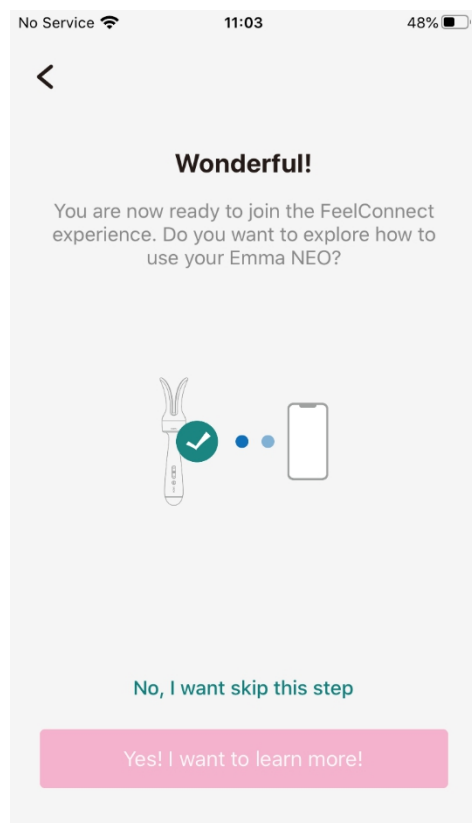 No Service 11:03 48%
Wonderful!
You are now ready to join the FeelConnect
experience. Do you want to explore how to
use your Emma NEO?
No, I want skip this step
Yes! I want to learn more!